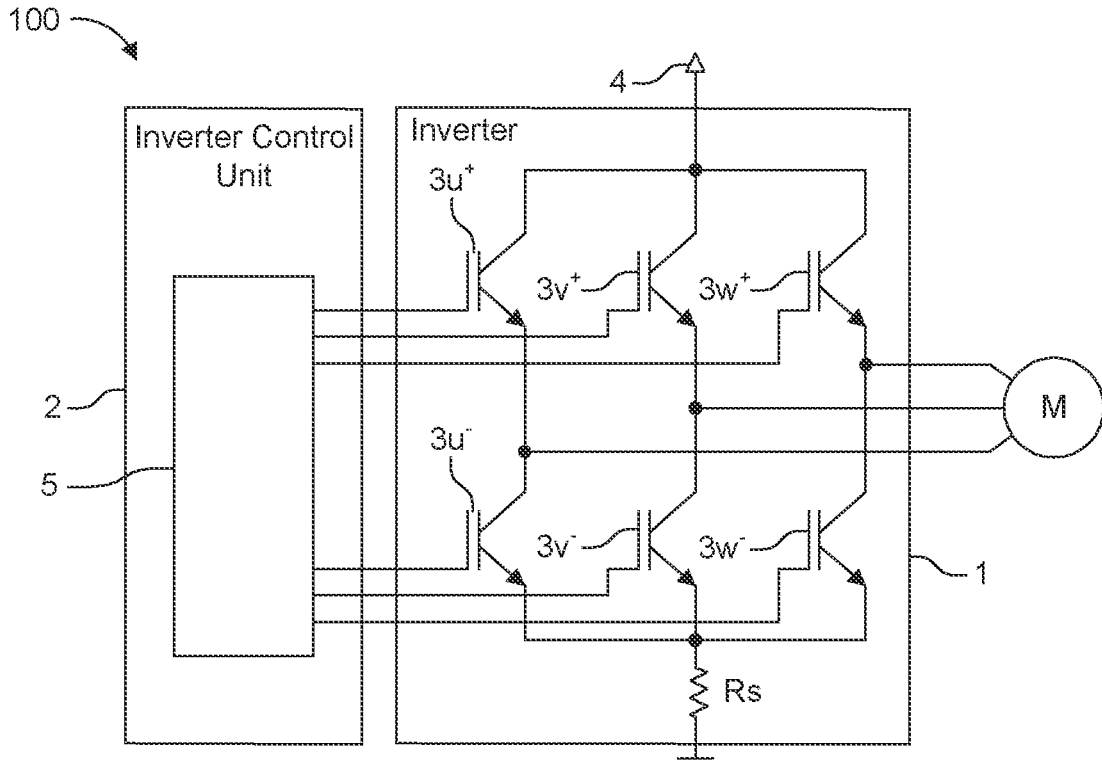 100
4
Inverter Control
Unit
Inverter
3u⁺
3v⁺
3w⁺
2
M
3u⁻
5
3v⁻
3w⁻
1
Rs